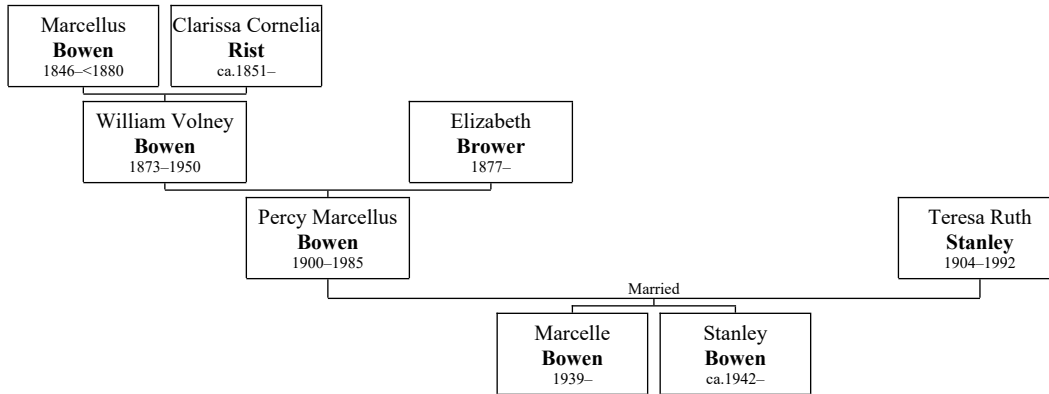 Marcellus
Bowen
1846–<1880
Clarissa Cornelia
Rist
ca.1851–
William Volney
Bowen
1873–1950
Elizabeth
Brower
1877–
Percy Marcellus
Bowen
1900–1985
Teresa Ruth
Stanley
1904–1992
Married
Marcelle
Bowen
1939–
Stanley
Bowen
ca.1942–